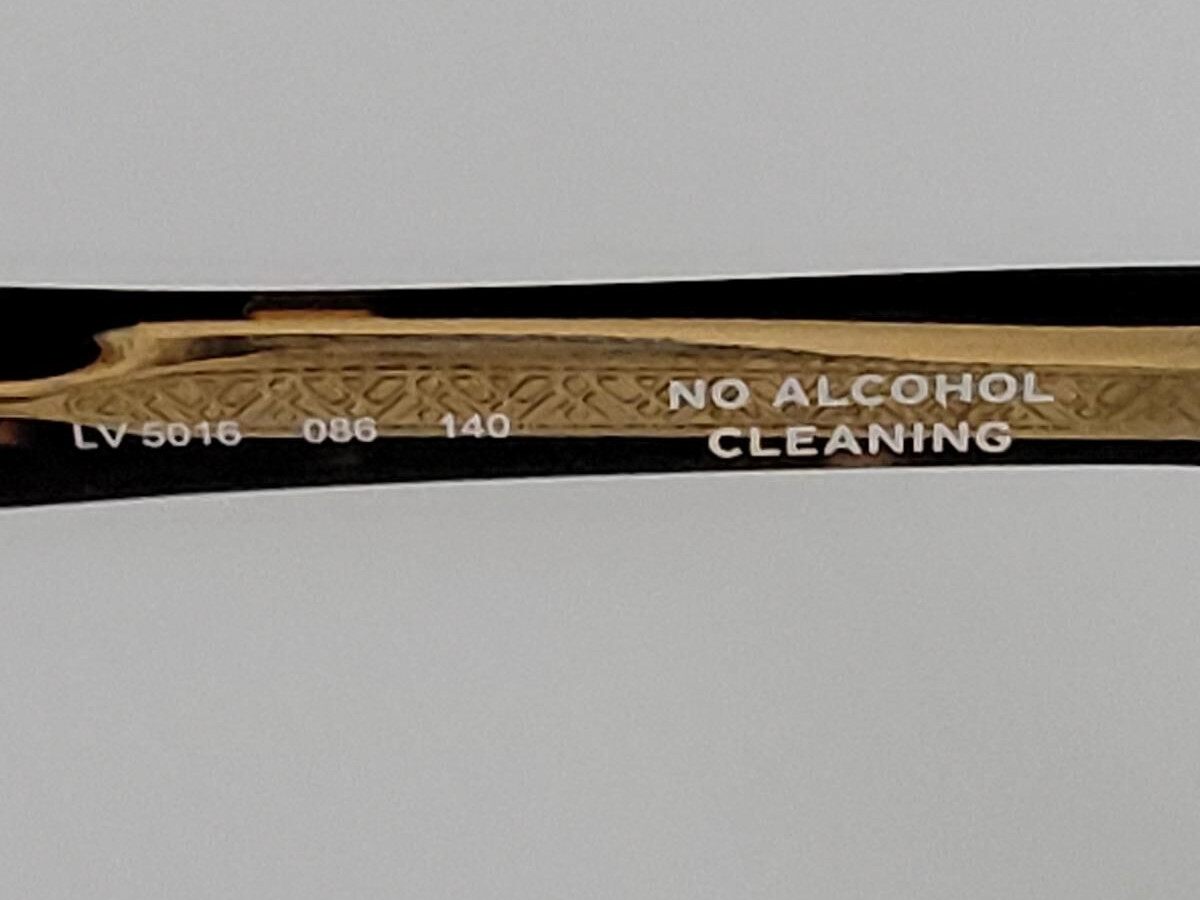 LV 5016 086 140
NO ALCOHOL
CLEANING